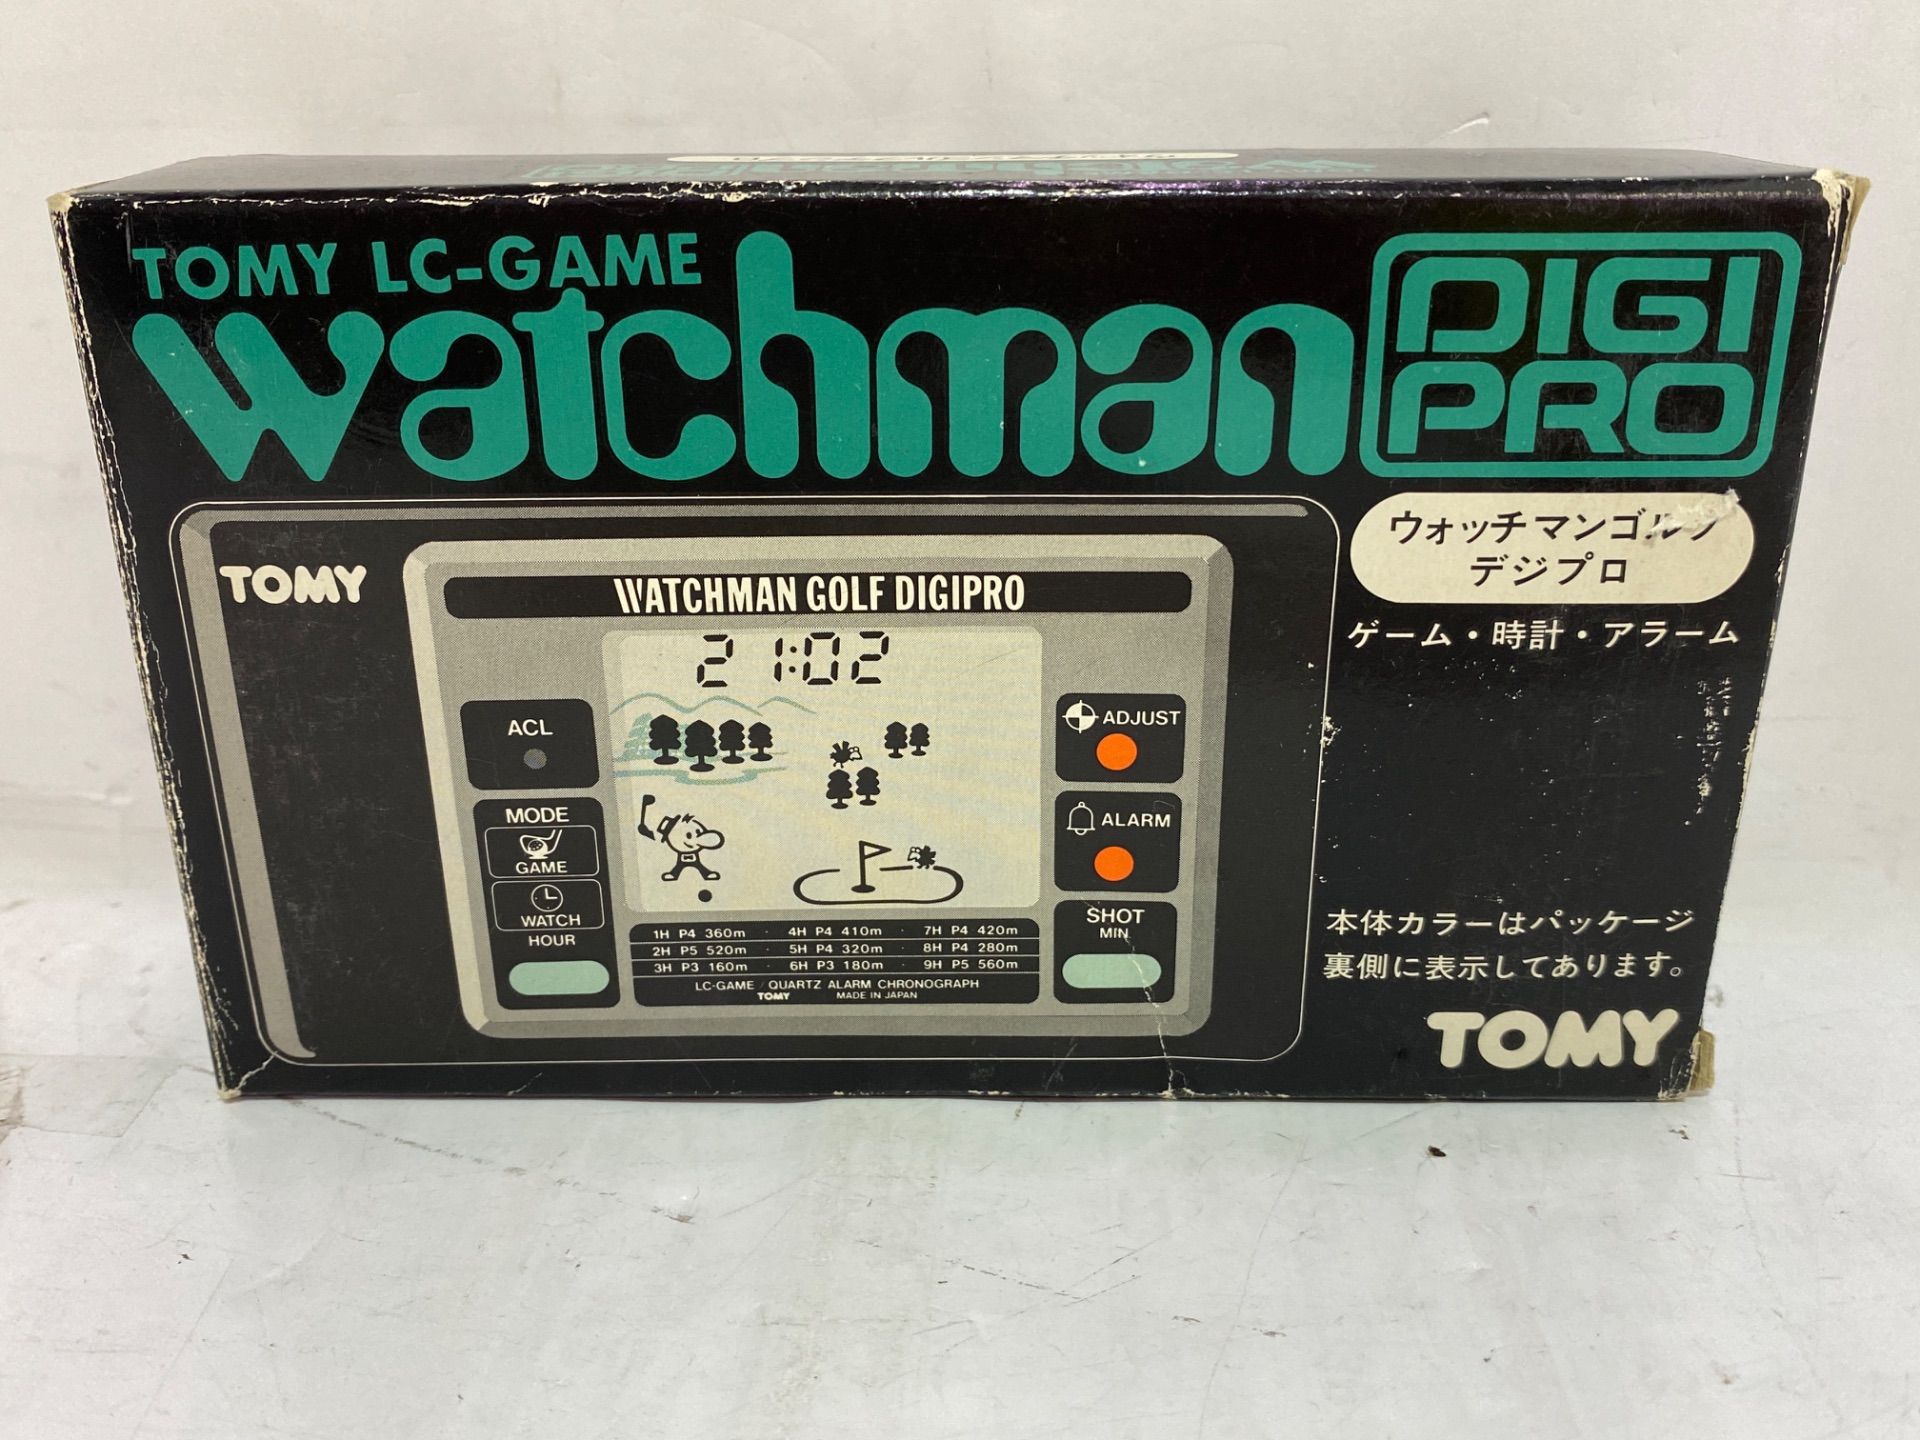 TOMY LC-GAME
Watchman
DIGI
PRO
ウォッチマンゴルフ
デジプロ
ゲーム・時計・アラーム
TOMY
WATCHMAN GOLF DIGIPRO
21:02
ACL
MODE
GAME
WATCH
HOUR
ADJUST
ALARM
SHOT
MIN.
1H P4 360m · 4H P4 410m · 7H P4 420m
2H P5 520m · 5H P4 320m · 8H P4 280m
3H P3 160m · 6H P3 180m · 9H P5 560m
LC-GAME / QUARTZ ALARM CHRONOGRAPH
TOMY MADE IN JAPAN
本体カラーはパッケージ
裏側に表示してあります。
TOMY